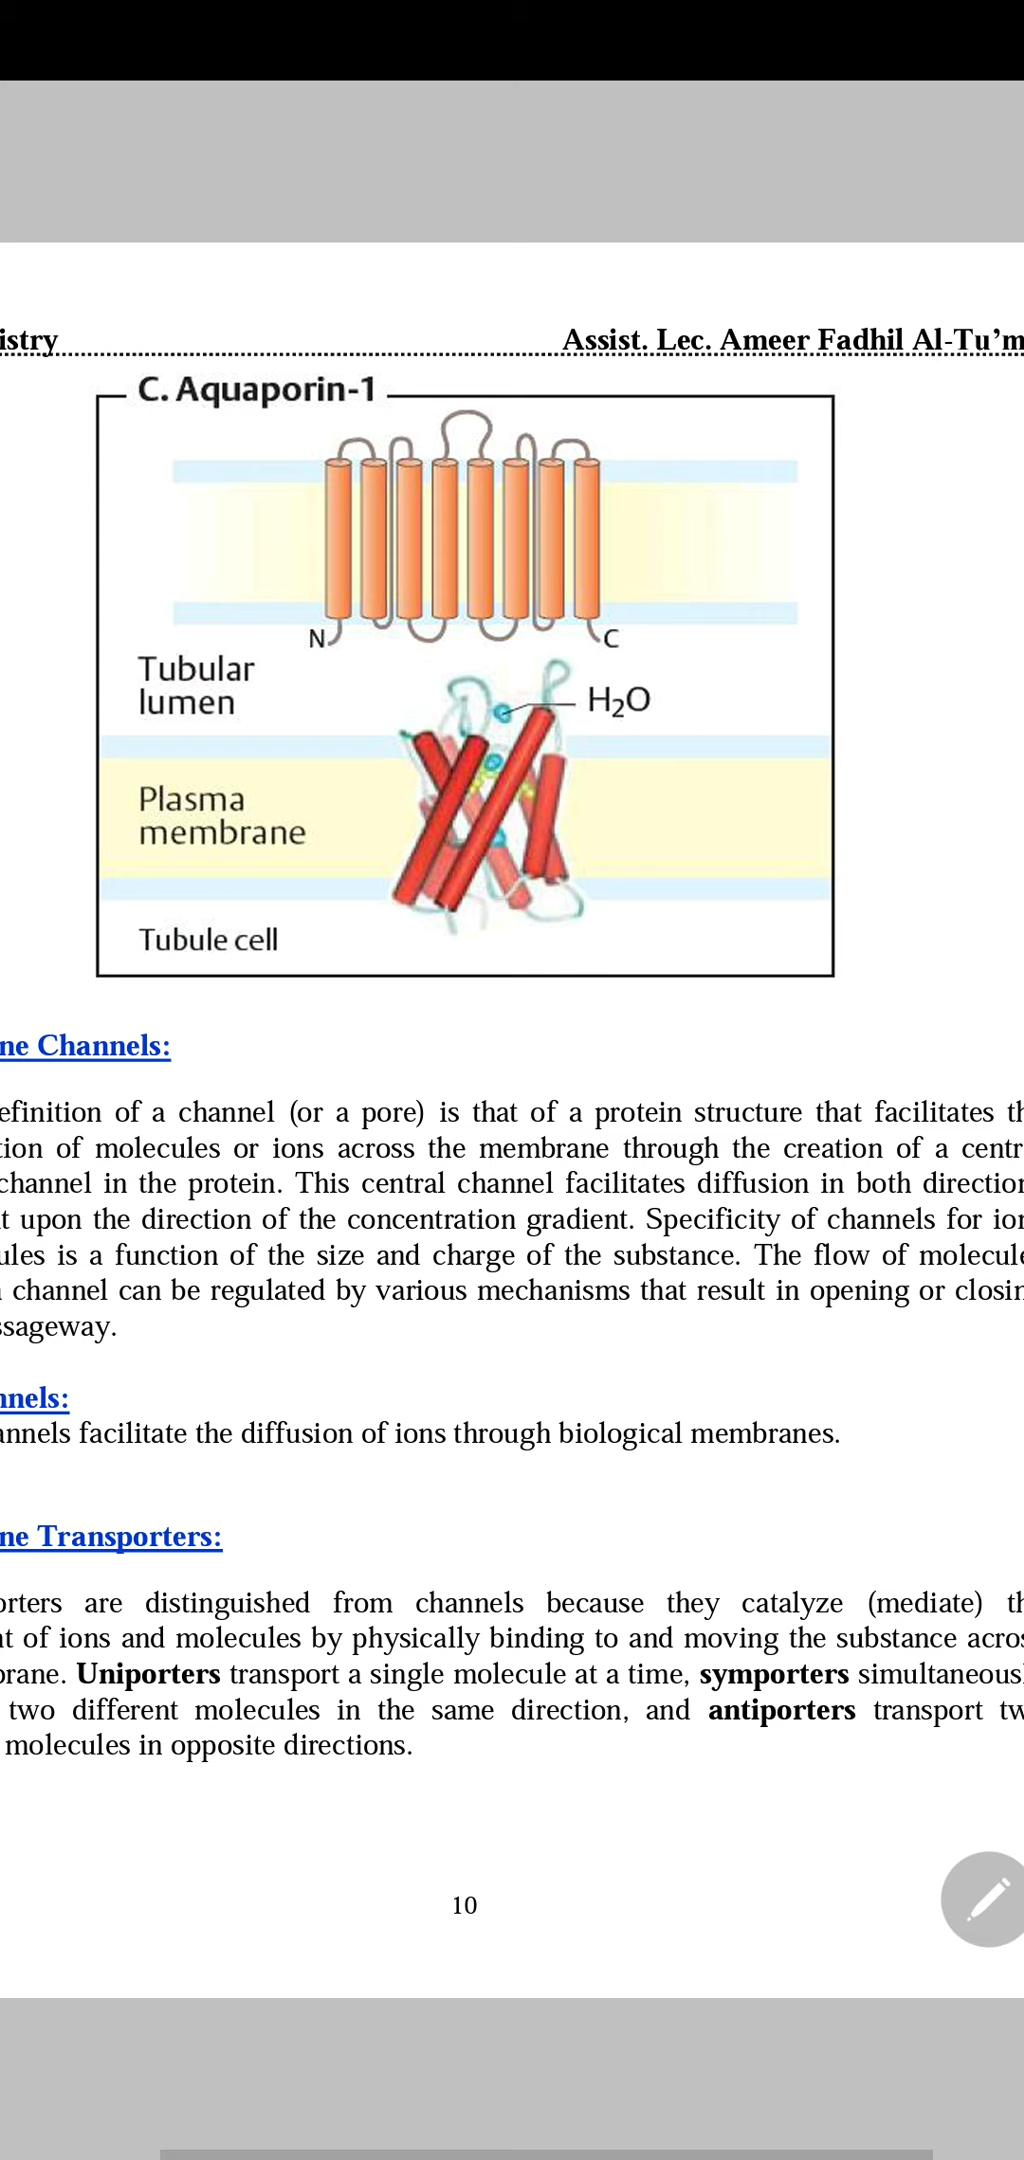 istry Assist. Lec. Ameer Fadhil Al-Tu’m
C. Aquaporin-1
N C
Tubular
lumen
H₂O
Plasma
membrane
Tubule cell
ne Channels:
efinition of a channel (or a pore) is that of a protein structure that facilitates th
tion of molecules or ions across the membrane through the creation of a centr
channel in the protein. This central channel facilitates diffusion in both direction
t upon the direction of the concentration gradient. Specificity of channels for ion
ules is a function of the size and charge of the substance. The flow of molecule
channel can be regulated by various mechanisms that result in opening or closin
ssageway.
nnels:
annels facilitate the diffusion of ions through biological membranes.
ne Transporters:
orters are distinguished from channels because they catalyze (mediate) th
nt of ions and molecules by physically binding to and moving the substance acros
brane. Uniporters transport a single molecule at a time, symporters simultaneous
two different molecules in the same direction, and antiporters transport tw
molecules in opposite directions.
10